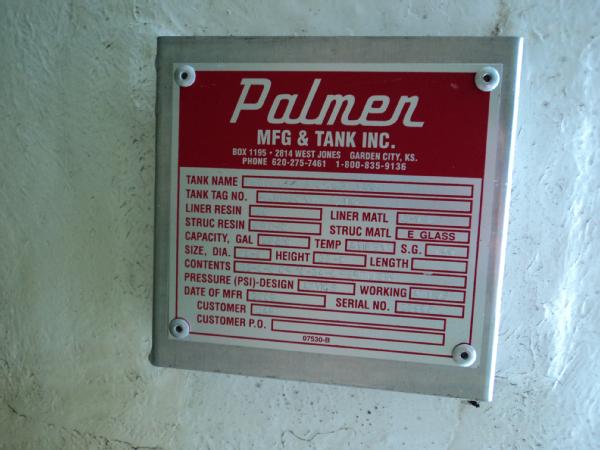 Palmer
MFG & TANK INC.
BOX 1195 • 2814 WEST JONES GARDEN CITY, KS.
PHONE 620-275-7461 1-800-835-9136
TANK NAME
TANK TAG NO.
LINER RESIN LINER MATL
STRUC RESIN STRUC MATL E GLASS
CAPACITY, GAL TEMP S.G.
SIZE, DIA. HEIGHT LENGTH
CONTENTS
PRESSURE (PSI)-DESIGN WORKING
DATE OF MFR SERIAL NO.
CUSTOMER
CUSTOMER P.O.
07530-B